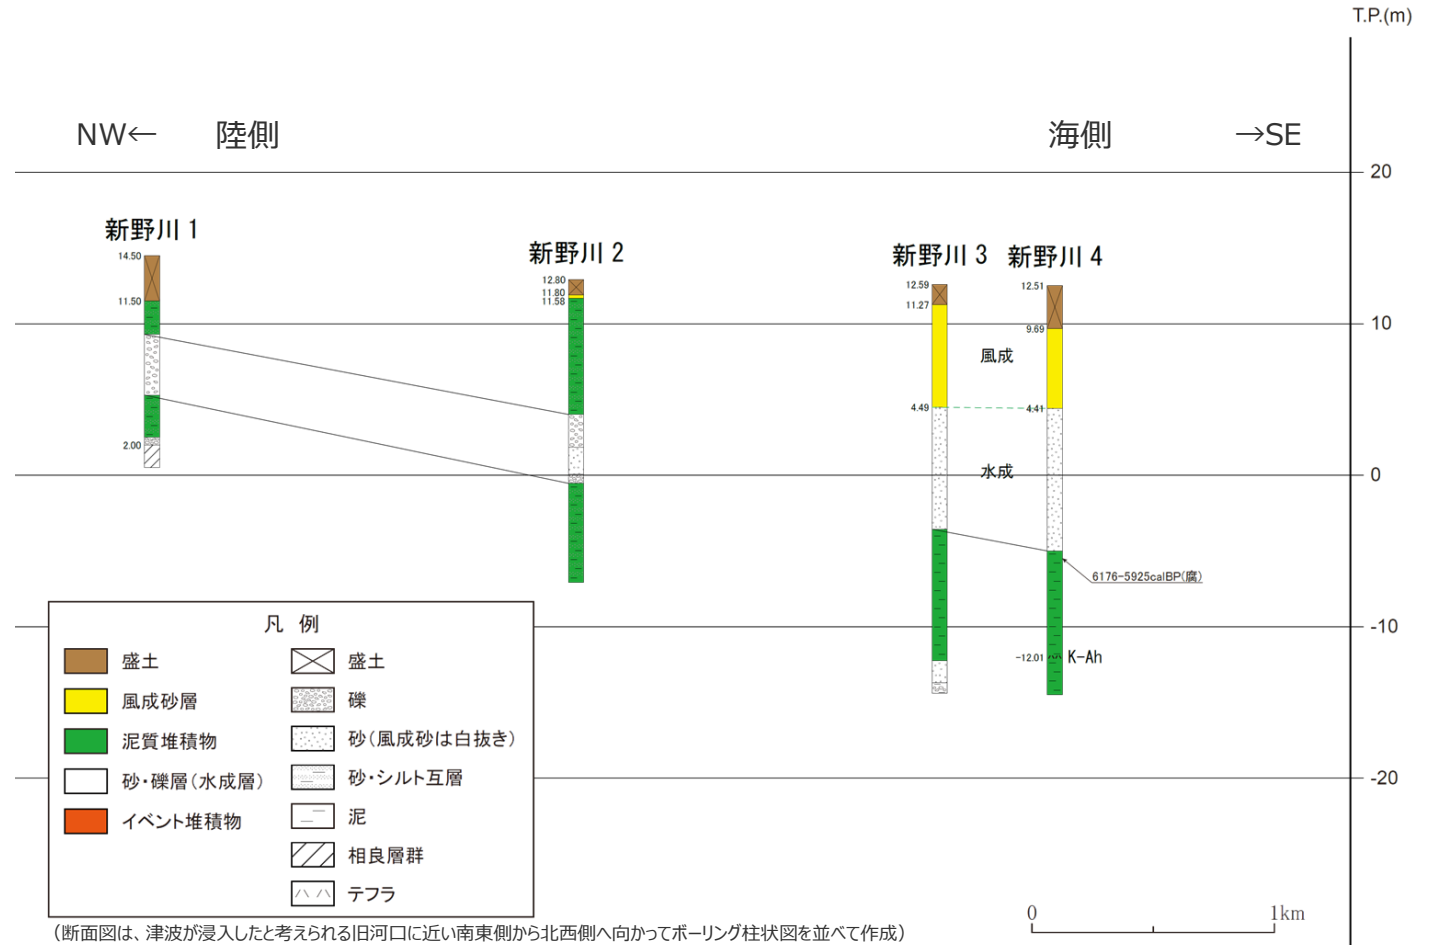 T.P.(m)
NW← 陸側 海側 →SE
20
新野川 1
新野川 2
新野川 3 新野川 4
14.50
11.50
2.00
12.80
11.80
11.58
12.59
11.27
4.49
12.51
9.69
4.41
風成
水成
10
0
6176-5925calBP(腐)
-10
-12.01 K-Ah
-20
凡 例
盛土
風成砂層
泥質堆積物
砂・礫層(水成層)
イベント堆積物
盛土
礫
砂(風成砂は白抜き)
砂・シルト互層
泥
相良層群
テフラ
0 1km
(断面図は、津波が浸入したと考えられる旧河口に近い南東側から北西側へ向かってボーリング柱状図を並べて作成)